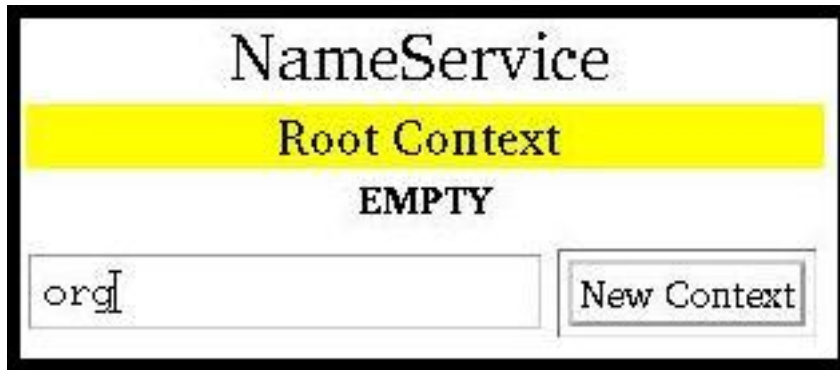 NameService
Root Context
EMPTY
org
New Context